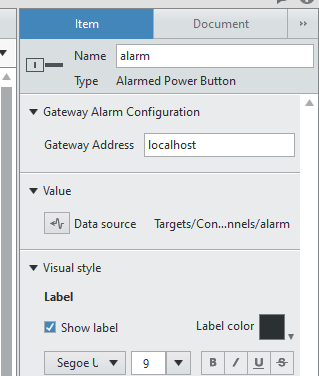 Item Document ››
Name alarm
Type Alarmed Power Button
Gateway Alarm Configuration
Gateway Address localhost
Value
Data source Targets/Con...nnels/alarm
Visual style
Label
Show label Label color
Segoe U 9 B I U S